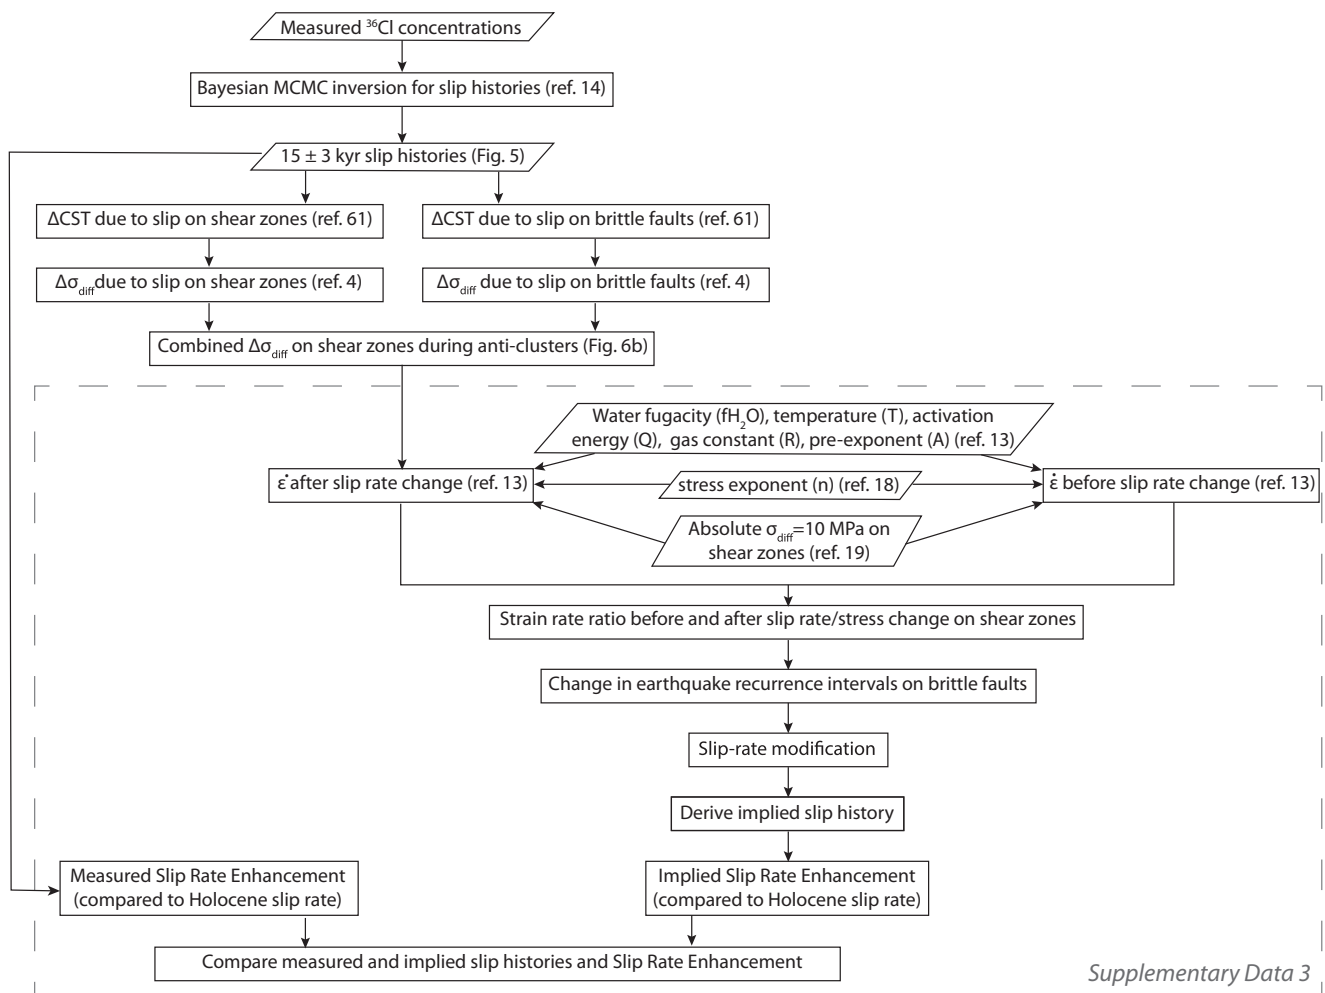 Measured ³⁶Cl concentrations
Bayesian MCMC inversion for slip histories (ref. 14)
15 ± 3 kyr slip histories (Fig. 5)
ΔCST due to slip on shear zones (ref. 61)
ΔCST due to slip on brittle faults (ref. 61)
Δσdiff due to slip on shear zones (ref. 4)
Δσdiff due to slip on brittle faults (ref. 4)
Combined Δσdiff on shear zones during anti-clusters (Fig. 6b)
Water fugacity (fH₂O), temperature (T), activation
energy (Q), gas constant (R), pre-exponent (A) (ref. 13)
ε̇ after slip rate change (ref. 13)
stress exponent (n) (ref. 18)
ε̇ before slip rate change (ref. 13)
Absolute σdiff=10 MPa on
shear zones (ref. 19)
Strain rate ratio before and after slip rate/stress change on shear zones
Change in earthquake recurrence intervals on brittle faults
Slip-rate modification
Derive implied slip history
Measured Slip Rate Enhancement
(compared to Holocene slip rate)
Implied Slip Rate Enhancement
(compared to Holocene slip rate)
Compare measured and implied slip histories and Slip Rate Enhancement
Supplementary Data 3